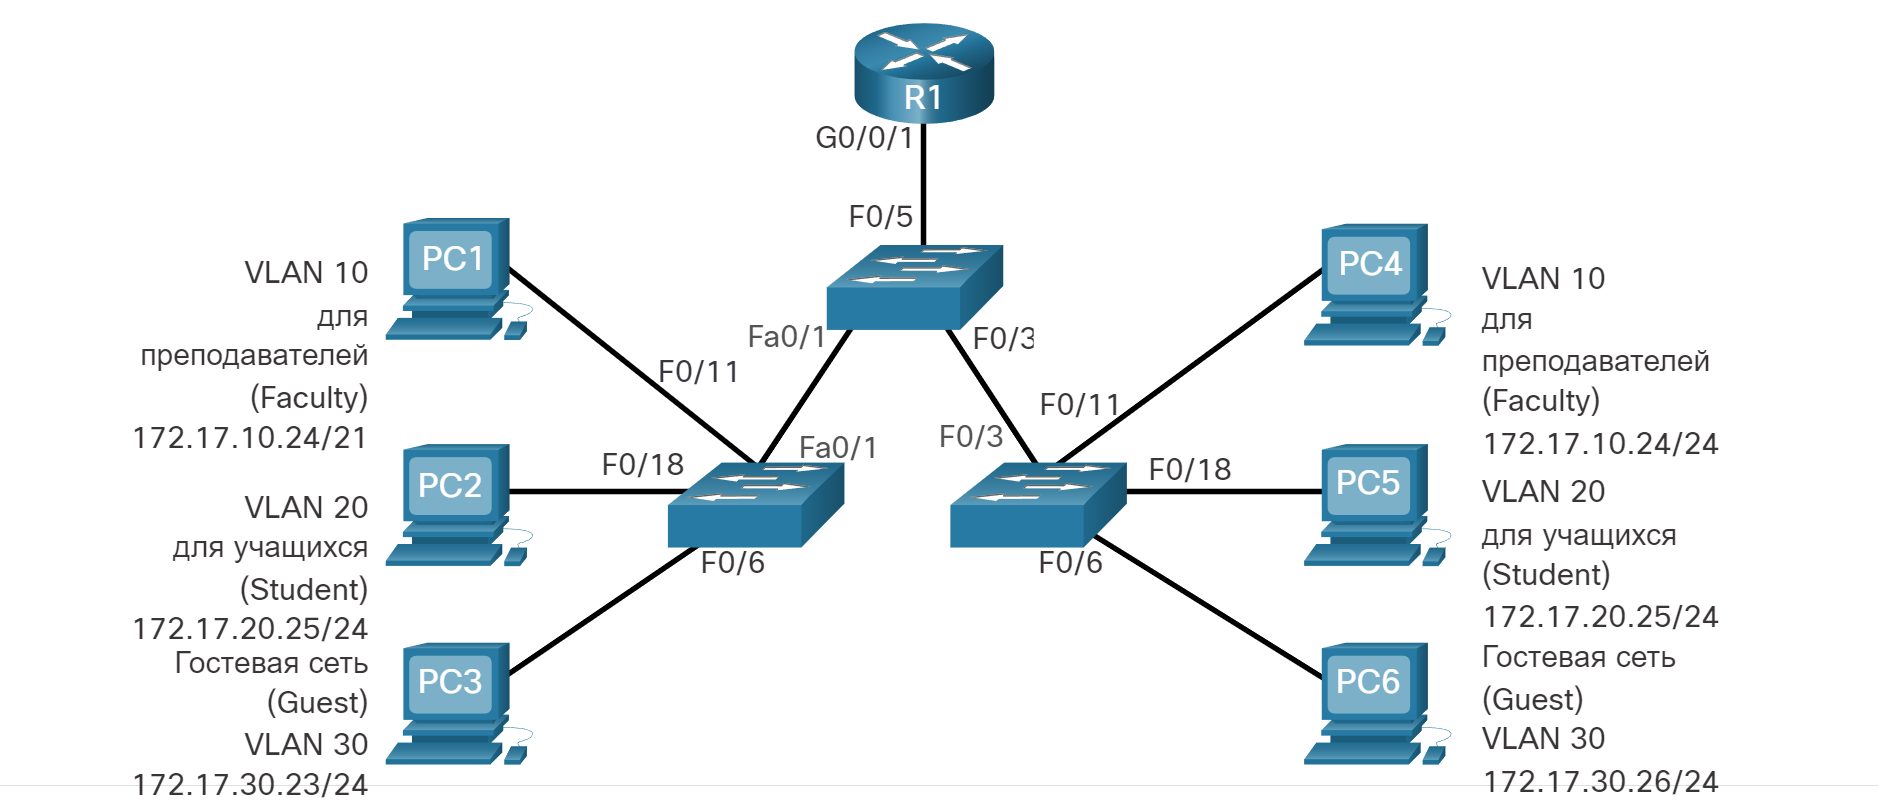 R1
G0/0/1
F0/5
Fa0/1
F0/3
PC1
VLAN 10
для
преподавателей
(Faculty)
172.17.10.24/21
F0/11
PC2
VLAN 20
для учащихся
(Student)
172.17.20.25/24
F0/18
Fa0/1
PC3
Гостевая сеть
(Guest)
VLAN 30
172.17.30.23/24
F0/6
PC4
VLAN 10
для
преподавателей
(Faculty)
172.17.10.24/24
F0/11
F0/3
PC5
VLAN 20
для учащихся
(Student)
172.17.20.25/24
F0/18
F0/6
PC6
Гостевая сеть
(Guest)
VLAN 30
172.17.30.26/24